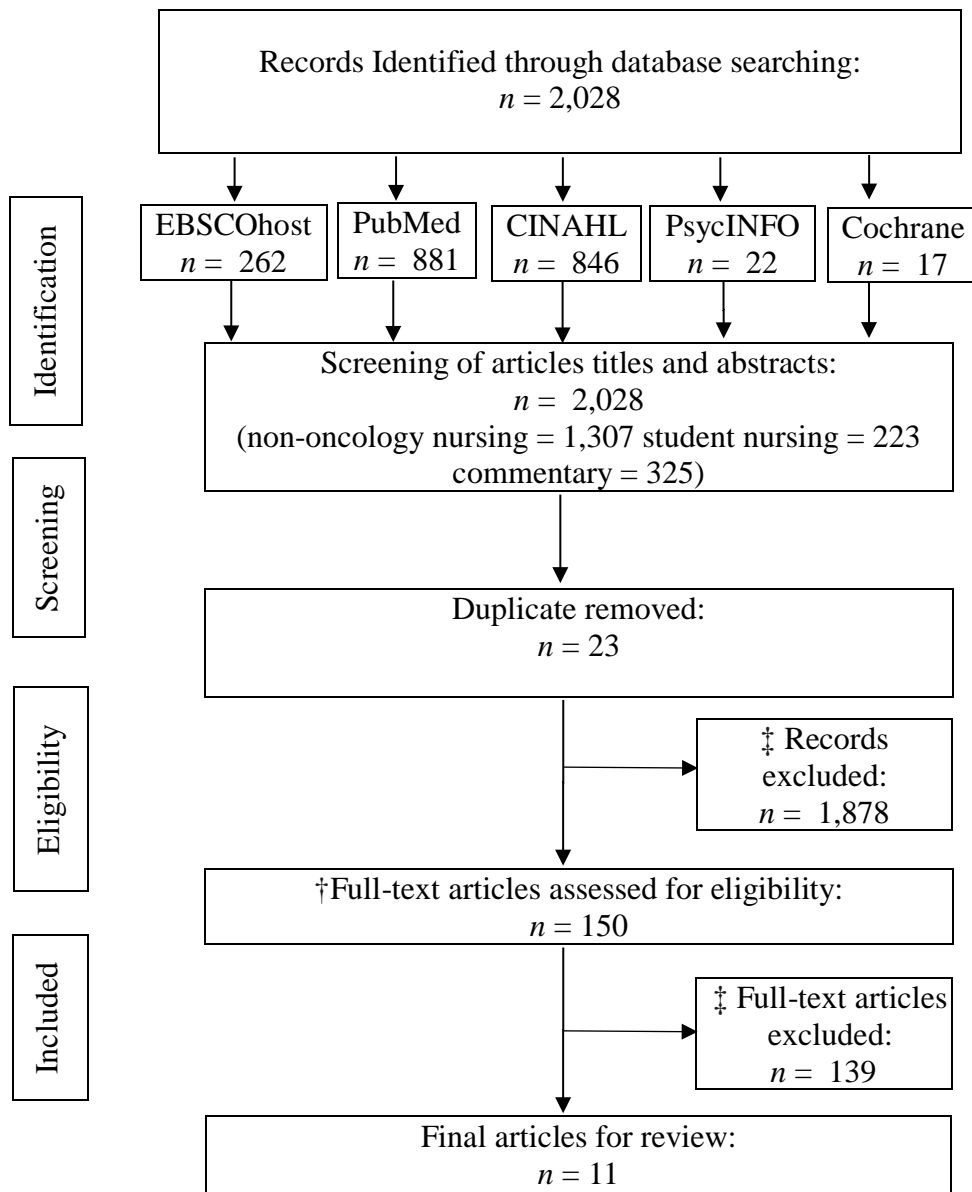 Records Identified through database searching:
n = 2,028
EBSCOhost
n = 262
PubMed
n = 881
CINAHL
n = 846
PsycINFO
n = 22
Cochrane
n = 17
Identification
Screening of articles titles and abstracts:
n = 2,028
(non-oncology nursing = 1,307 student nursing = 223
commentary = 325)
Screening
Duplicate removed:
n = 23
Eligibility
‡ Records
excluded:
n = 1,878
†Full-text articles assessed for eligibility:
n = 150
Included
‡ Full-text articles
excluded:
n = 139
Final articles for review:
n = 11